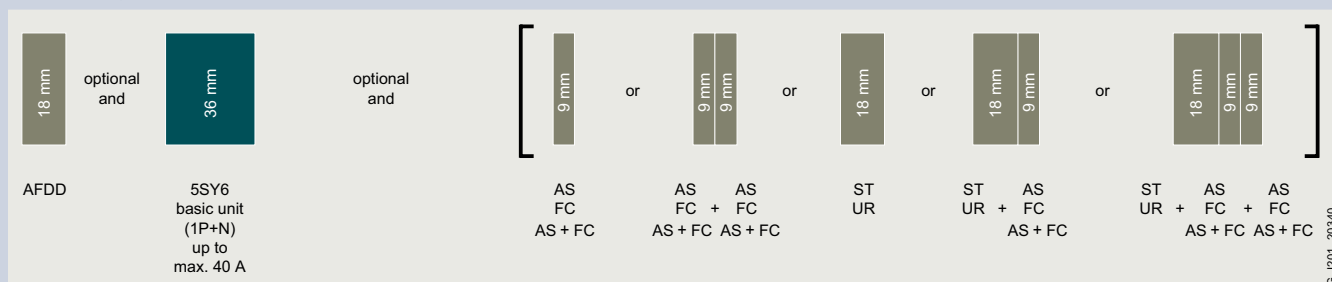 18 mm
optional
and
36 mm
optional
and
9 mm
or
9 mm 9 mm
or
18 mm
or
18 mm 9 mm
or
18 mm 9 mm 9 mm
AFDD
5SY6
basic unit
(1P+N)
up to
max. 40 A
AS
FC
AS + FC
AS AS
FC + FC
AS + FC AS + FC
ST
UR
ST AS
UR + FC
AS + FC
ST AS AS
UR + FC + FC
AS + FC AS + FC